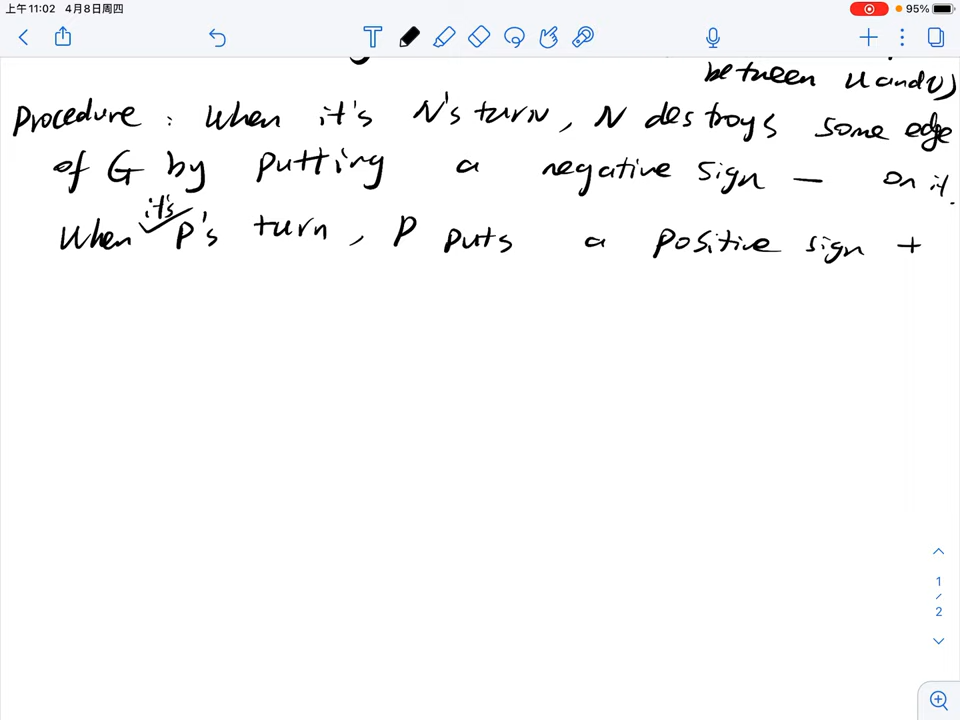 上午11:02 4月8日周四
95%
between u and v)
Procedure : When it's N's turn, N destroys some edge
of G by putting a negative sign — on it.
When it's P's turn, P puts a positive sign +
1
/
2